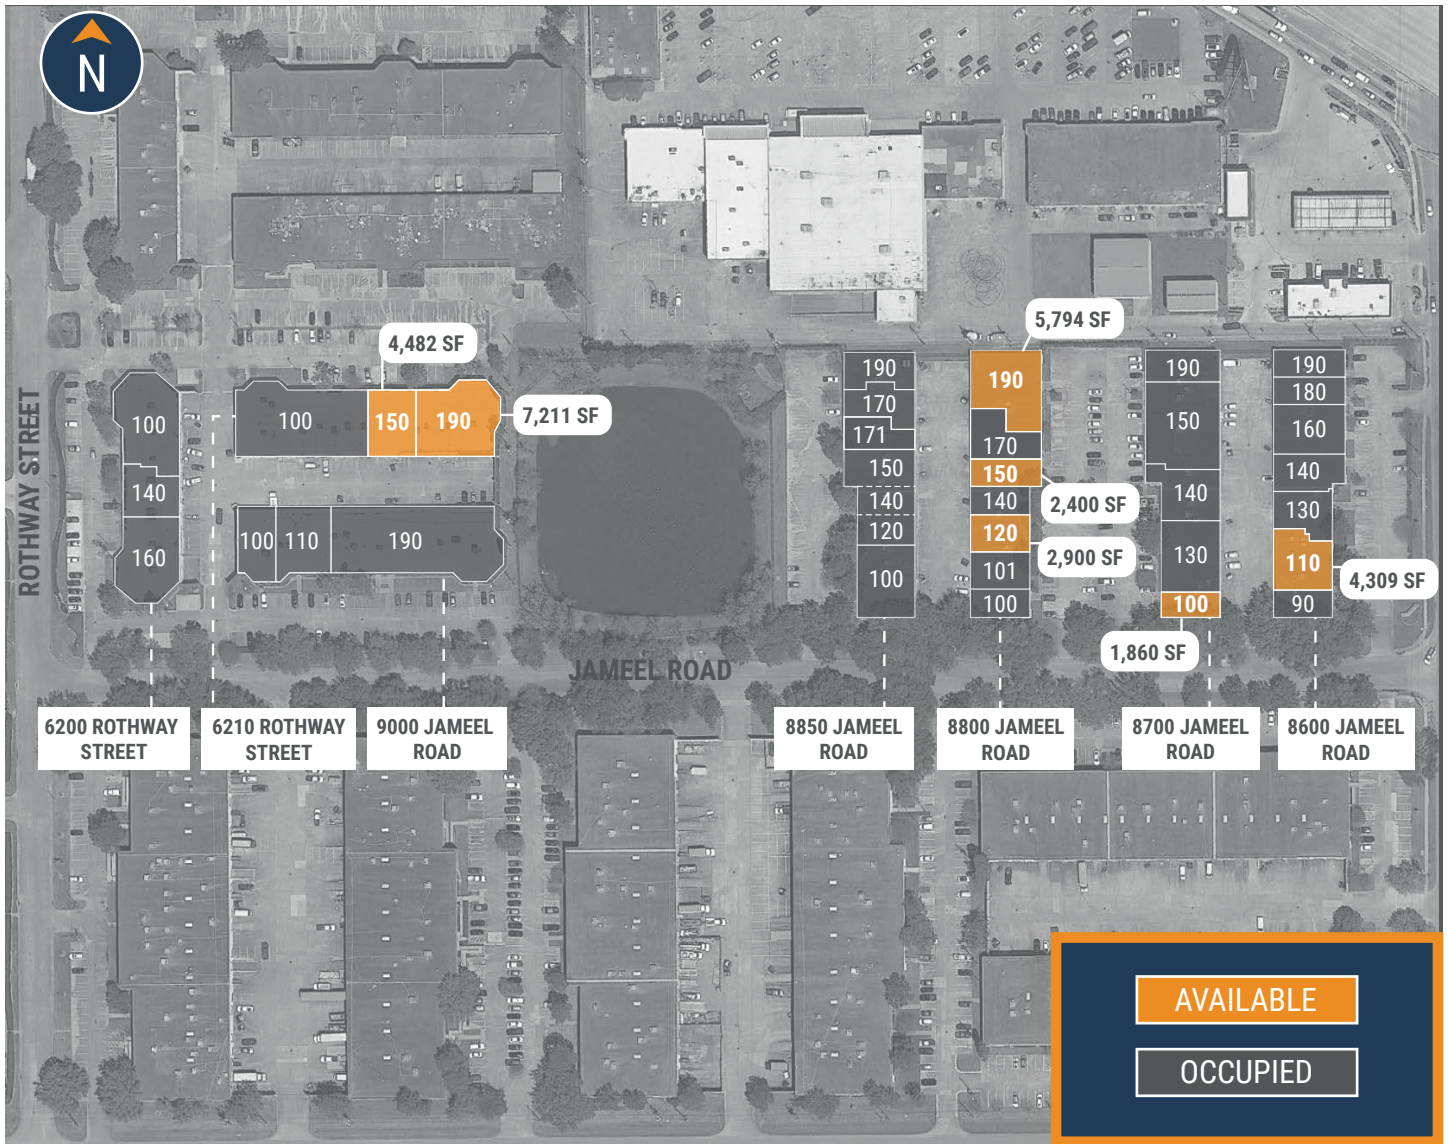 N
5,794 SF
4,482 SF
7,211 SF
ROTHWAY STREET
100
140
160
100
150
190
100
110
190
190
170
171
150
140
120
100
190
170
150
140
120
101
100
2,400 SF
2,900 SF
190
150
140
130
100
1,860 SF
190
180
160
140
130
110
90
4,309 SF
JAMEEL ROAD
6200 ROTHWAY
STREET
6210 ROTHWAY
STREET
9000 JAMEEL
ROAD
8850 JAMEEL
ROAD
8800 JAMEEL
ROAD
8700 JAMEEL
ROAD
8600 JAMEEL
ROAD
AVAILABLE
OCCUPIED